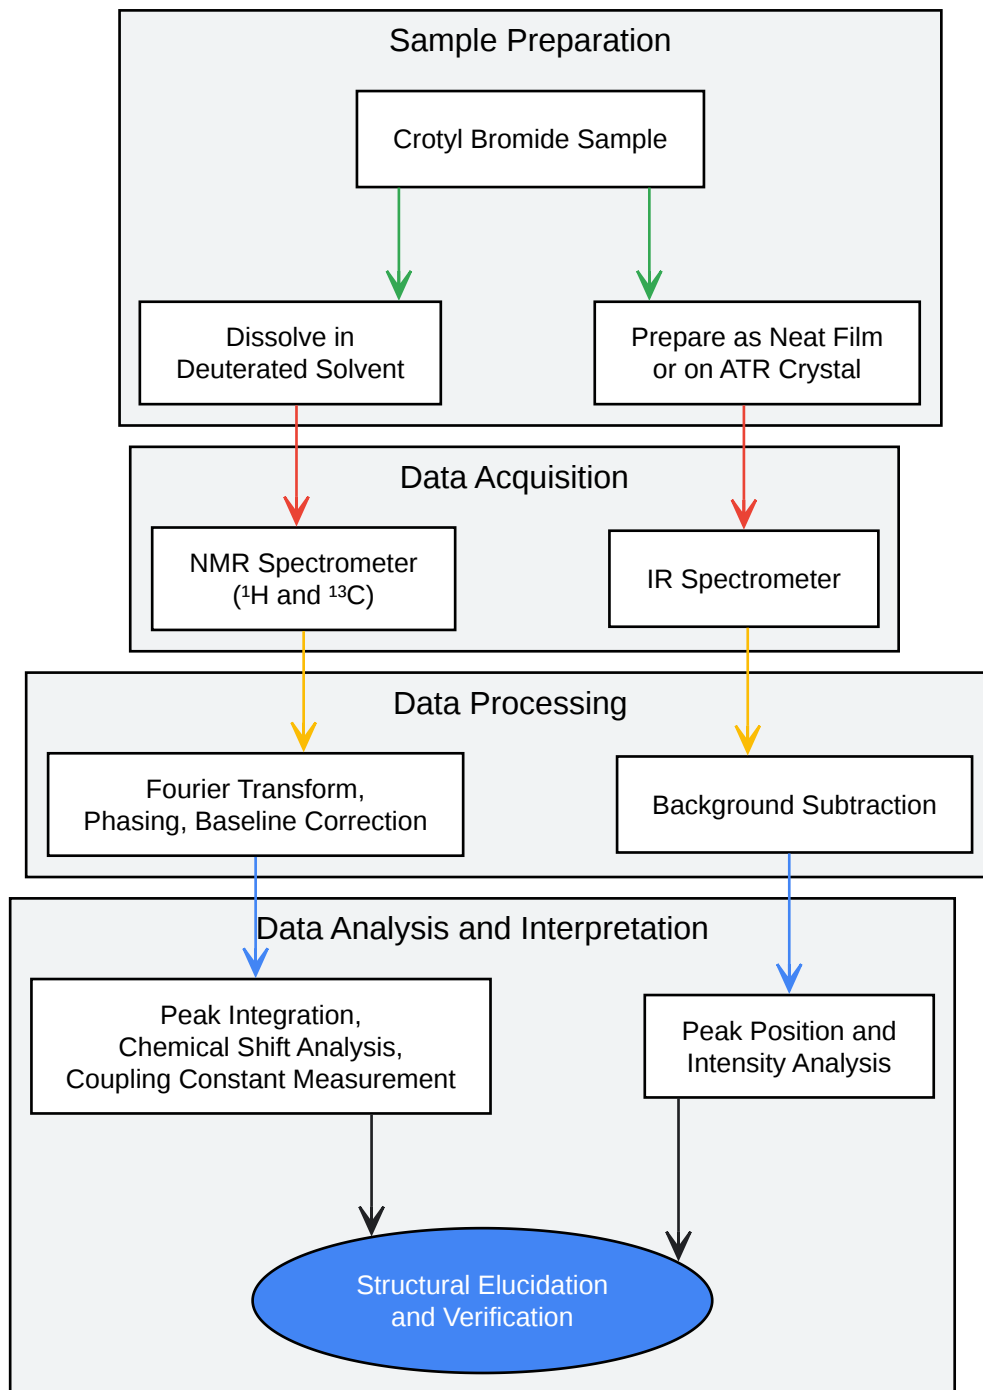 Sample Preparation
Crotyl Bromide Sample
Dissolve in
Deuterated Solvent
Prepare as Neat Film
or on ATR Crystal
Data Acquisition
NMR Spectrometer
(¹H and ¹³C)
IR Spectrometer
Data Processing
Fourier Transform,
Phasing, Baseline Correction
Background Subtraction
Data Analysis and Interpretation
Peak Integration,
Chemical Shift Analysis,
Coupling Constant Measurement
Peak Position and
Intensity Analysis
Structural Elucidation
and Verification